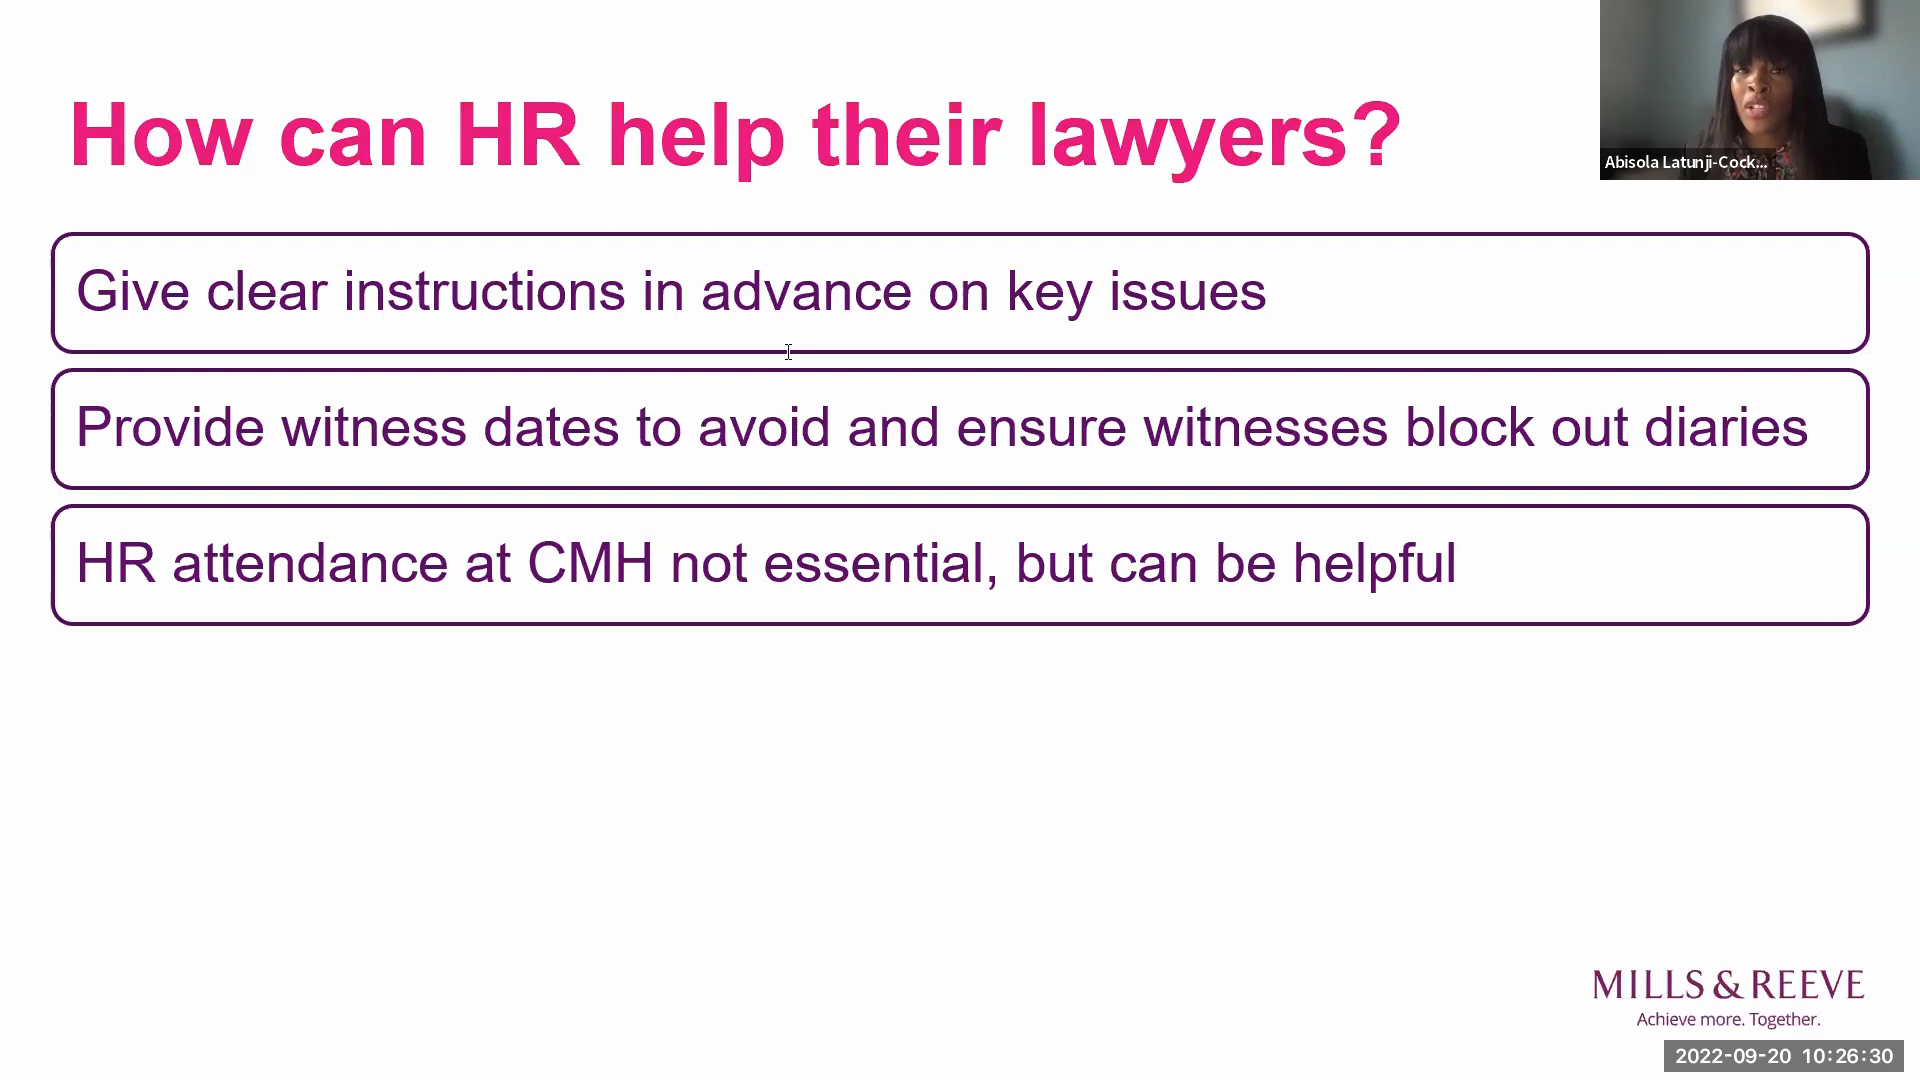 How can HR help their lawyers?
Abisola Latunji-Cock...
Give clear instructions in advance on key issues
Provide witness dates to avoid and ensure witnesses block out diaries
HR attendance at CMH not essential, but can be helpful
MILLS & REEVE
Achieve more. Together.
2022-09-20 10:26:30